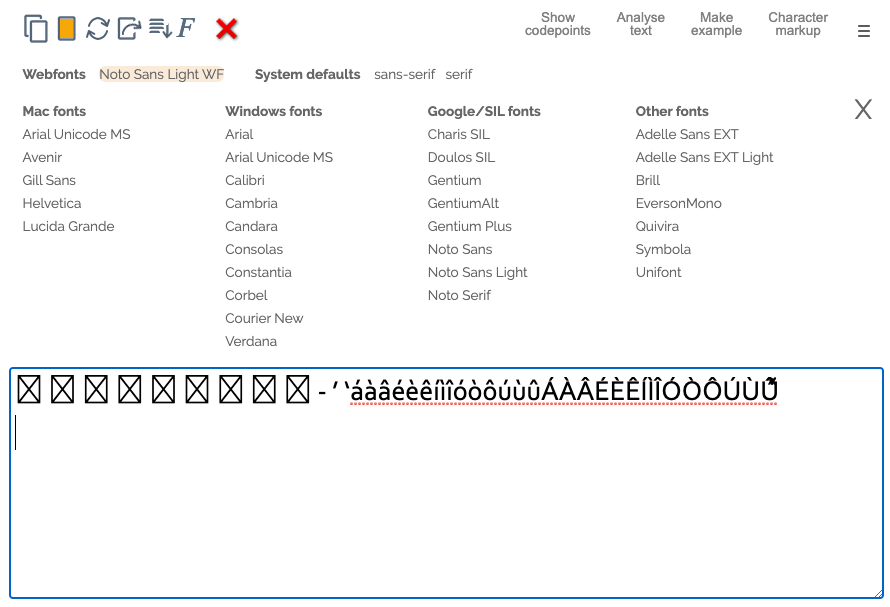 F
Show codepoints
Analyse text
Make example
Character markup
Webfonts Noto Sans Light WF System defaults sans-serif serif
X
Mac fonts
Arial Unicode MS
Avenir
Gill Sans
Helvetica
Lucida Grande
Windows fonts
Arial
Arial Unicode MS
Calibri
Cambria
Candara
Consolas
Constantia
Corbel
Courier New
Verdana
Google/SIL fonts
Charis SIL
Doulos SIL
Gentium
GentiumAlt
Gentium Plus
Noto Sans
Noto Sans Light
Noto Serif
Other fonts
Adelle Sans EXT
Adelle Sans EXT Light
Brill
EversonMono
Quivira
Symbola
Unifont
- ′ ‵áàâéèêíìîóòôúùûÁÀÂÉÈÊÍÌÎÓÒÔÚÙ